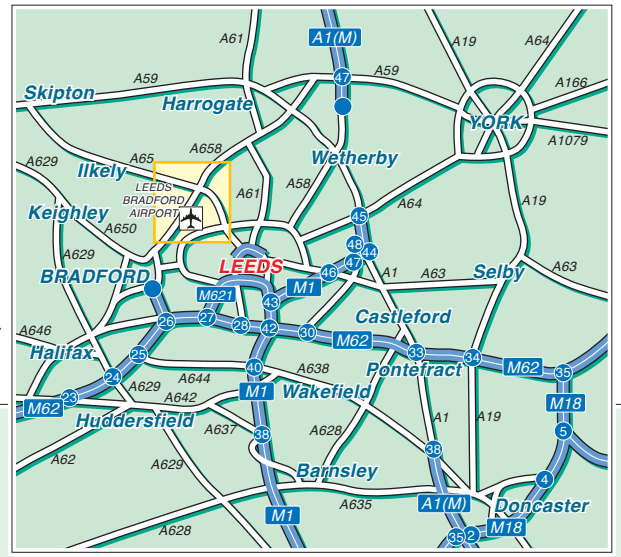 A61
A1(M)
A19
A64
Skipton
A59
47
A59
A166
Harrogate
YORK
A1079
A629
Ilkely
A65
A658
Wetherby
LEEDS
BRADFORD
AIRPORT
A61
A58
A64
A19
Keighley
A650
45
A629
48
44
47
LEEDS
46
A1
A63
Selby
A63
BRADFORD
M621
M1
43
Castleford
A646
26
27
28
42
30
M62
33
34
Halifax
25
Pontefract
M62
35
24
A629
A644
40
A638
M62
23
A642
M1
Wakefield
A1
A19
M18
Huddersfield
A637
38
A628
38
5
A62
A629
Barnsley
4
A635
A1(M)
Doncaster
A628
M1
35
2
M18